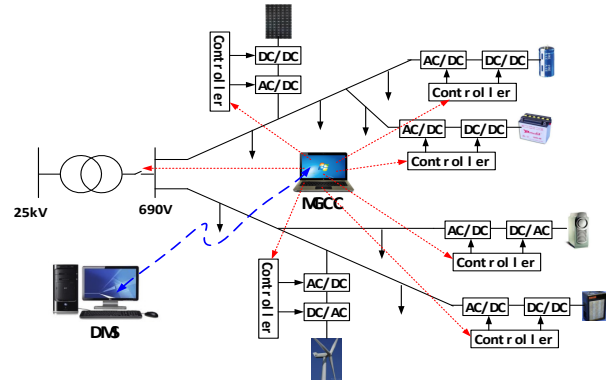 Controller
DC/DC
AC/DC
AC/DC
DC/DC
Controller
AC/DC
DC/DC
Controller
25kV
690V
MGCC
AC/DC
DC/AC
Controller
DMS
Controller
AC/DC
DC/AC
AC/DC
DC/DC
Controller